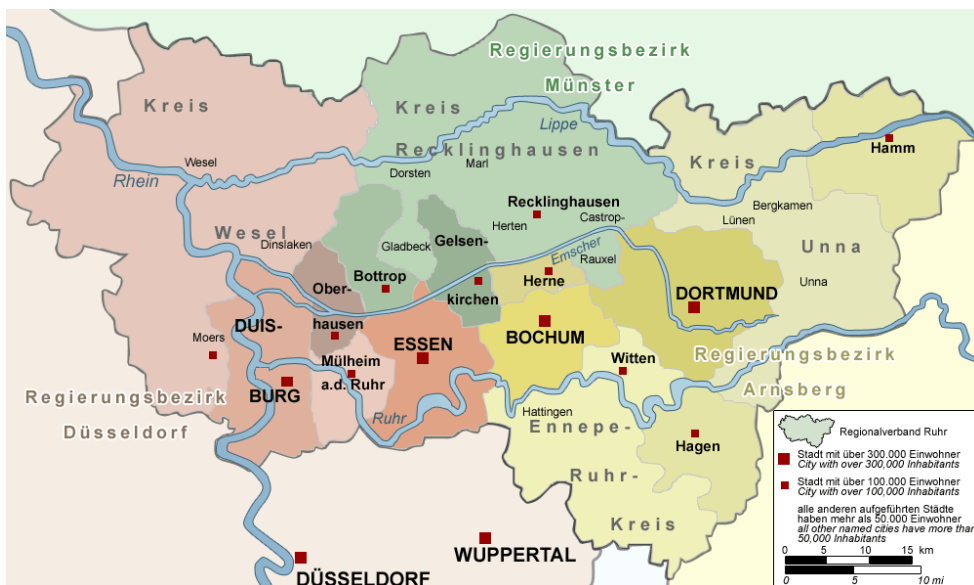 Regierungsbezirk
Münster
Kreis
Kreis
Lippe
Recklinghausen
Kreis
Hamm
Wesel
Marl
Dorsten
Rhein
Bergkamen
Recklinghausen
Castrop-
Lünen
Herten
Wesel
Dinslaken
Gladbeck
Gelsen-
Unna
Emscher
Rauxel
Unna
Bottrop
Herne
Ober-
kirchen
DORTMUND
DUIS-
hausen
BOCHUM
ESSEN
Moers
Witten
Mülheim
Regierungsbezirk
a.d. Ruhr
BURG
Arnsberg
Regierungsbezirk
Ruhr
Hattingen
Düsseldorf
Ennepe-
Hagen
Ruhr-
Kreis
WUPPERTAL
DÜSSELDORF
Regionalverband Ruhr
Stadt mit über 300.000 Einwohner
City with over 300,000 Inhabitants
Stadt mit über 100.000 Einwohner
City with over 100,000 Inhabitants
alle anderen aufgeführten Städte
haben mehr als 50.000 Einwohner
all other named cities have more than
50,000 Inhabitants
0 5 10 15 km
0 5 10 mi